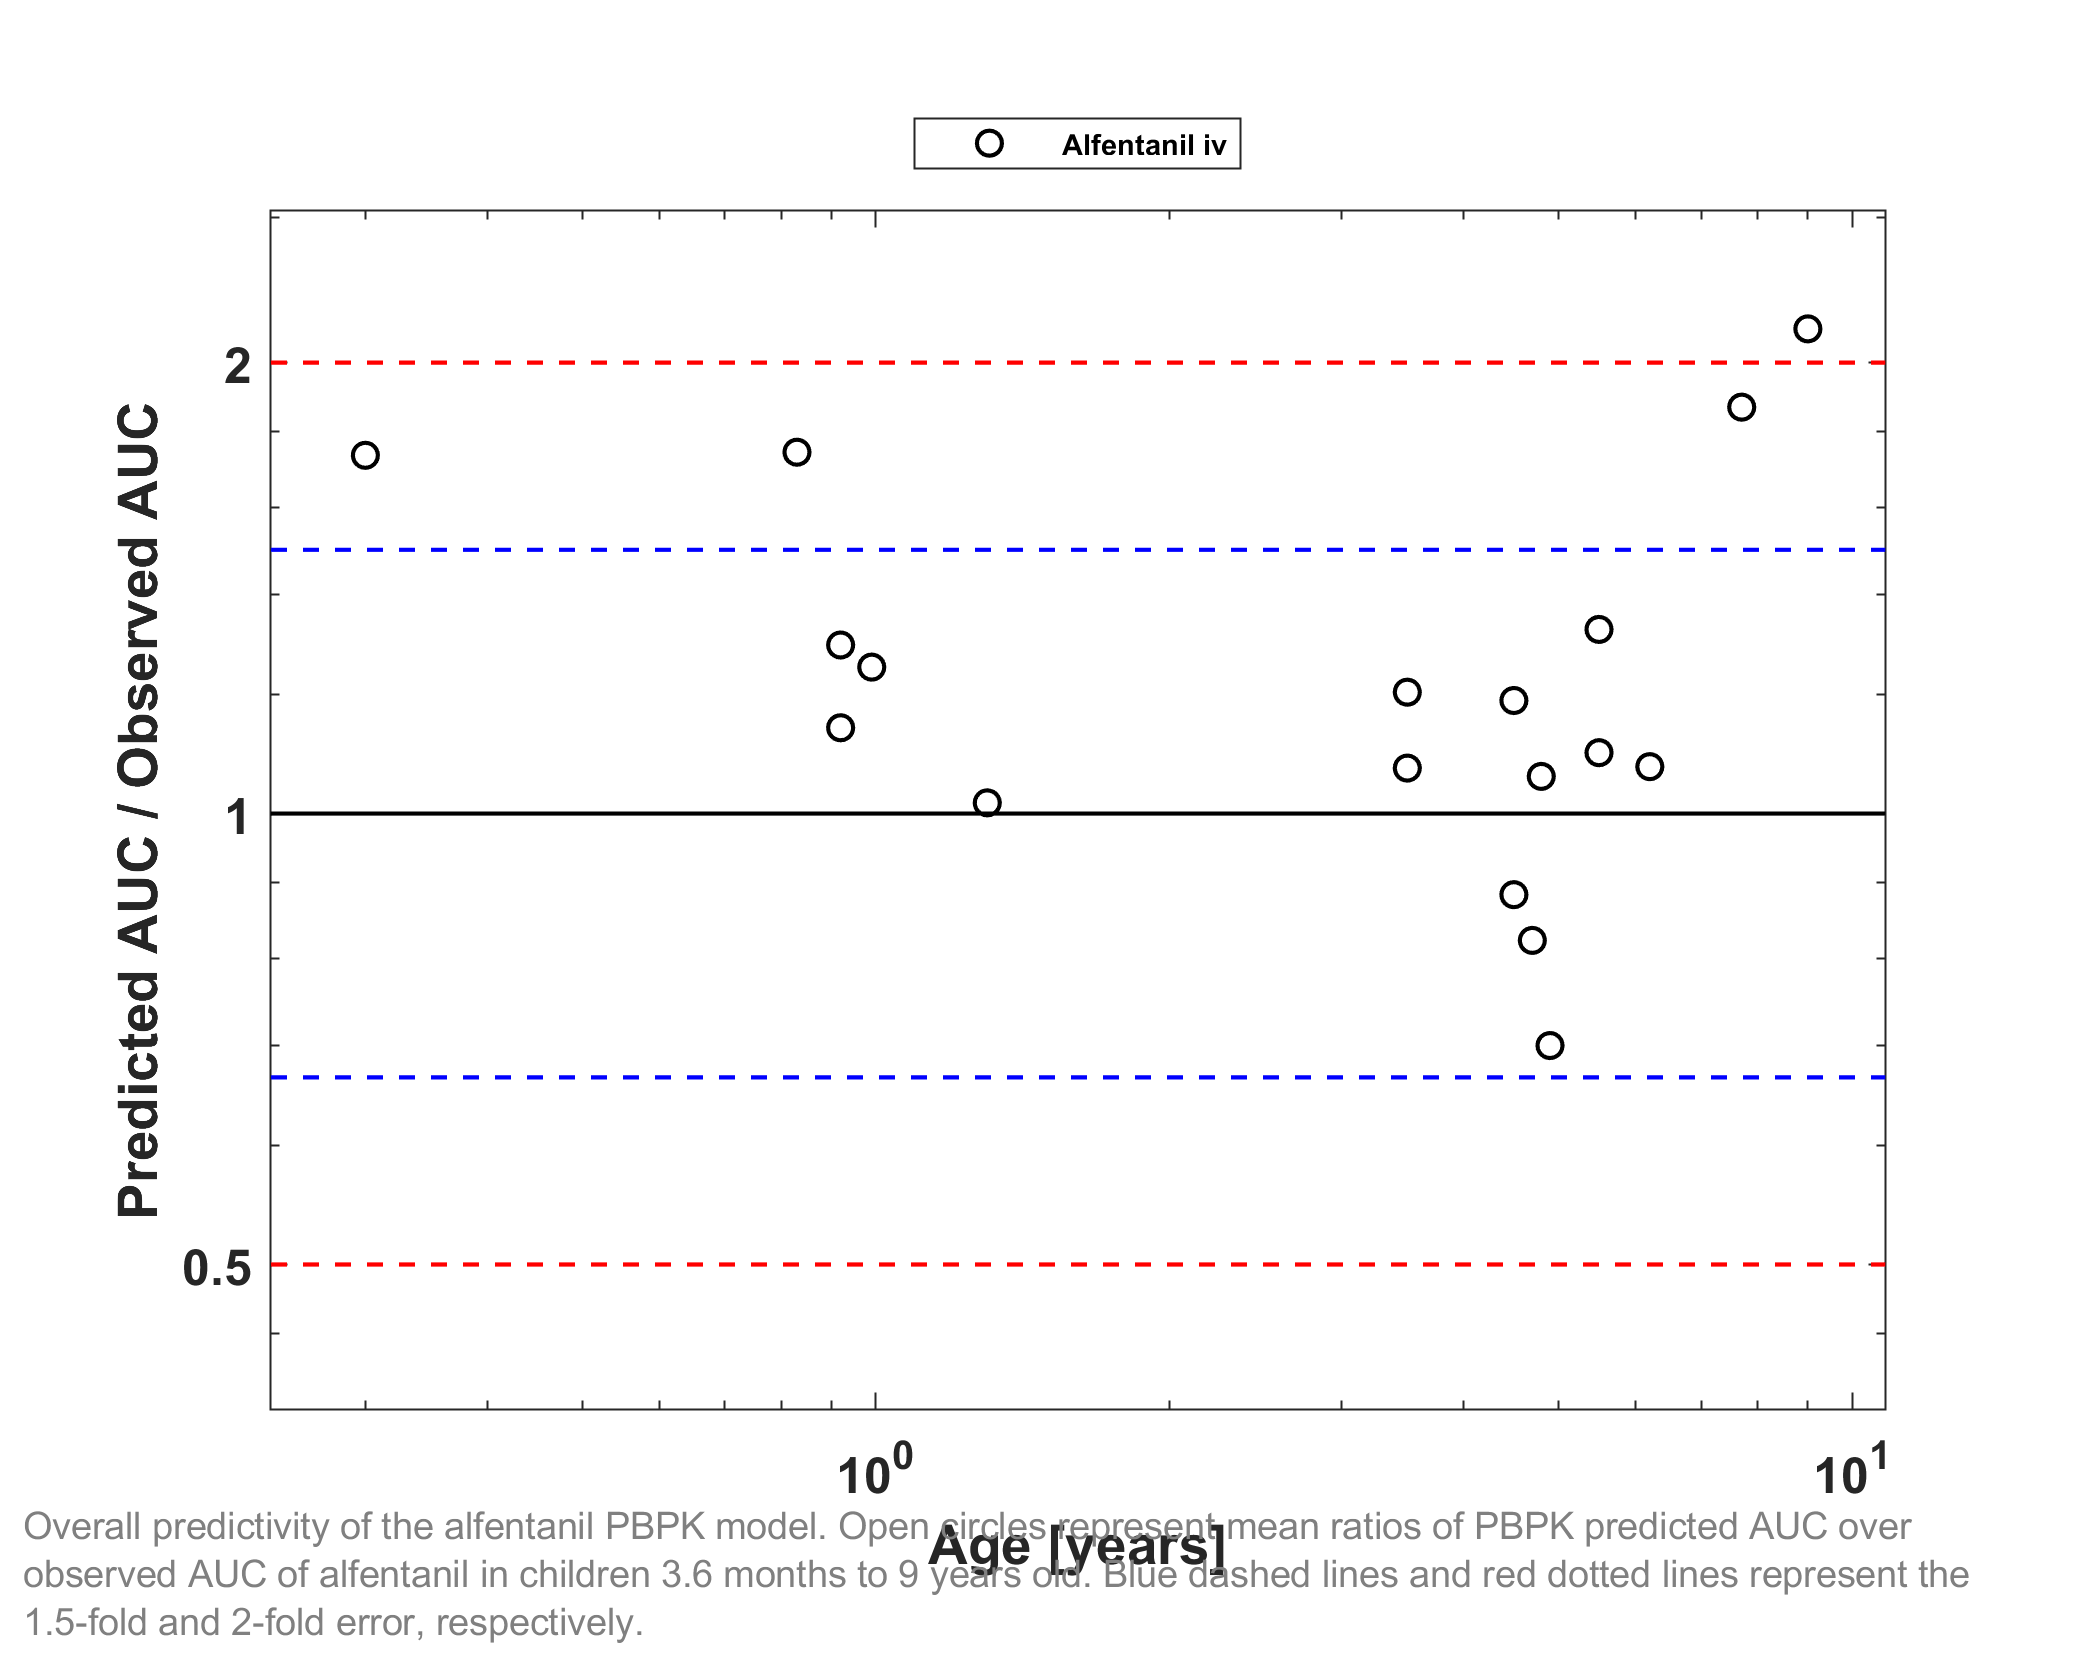 Alfentanil iv
Predicted AUC / Observed AUC
2
1
0.5
10^0
10^1
Age [years]
Overall predictivity of the alfentanil PBPK model. Open circles represent mean ratios of PBPK predicted AUC over
observed AUC of alfentanil in children 3.6 months to 9 years old. Blue dashed lines and red dotted lines represent the
1.5-fold and 2-fold error, respectively.